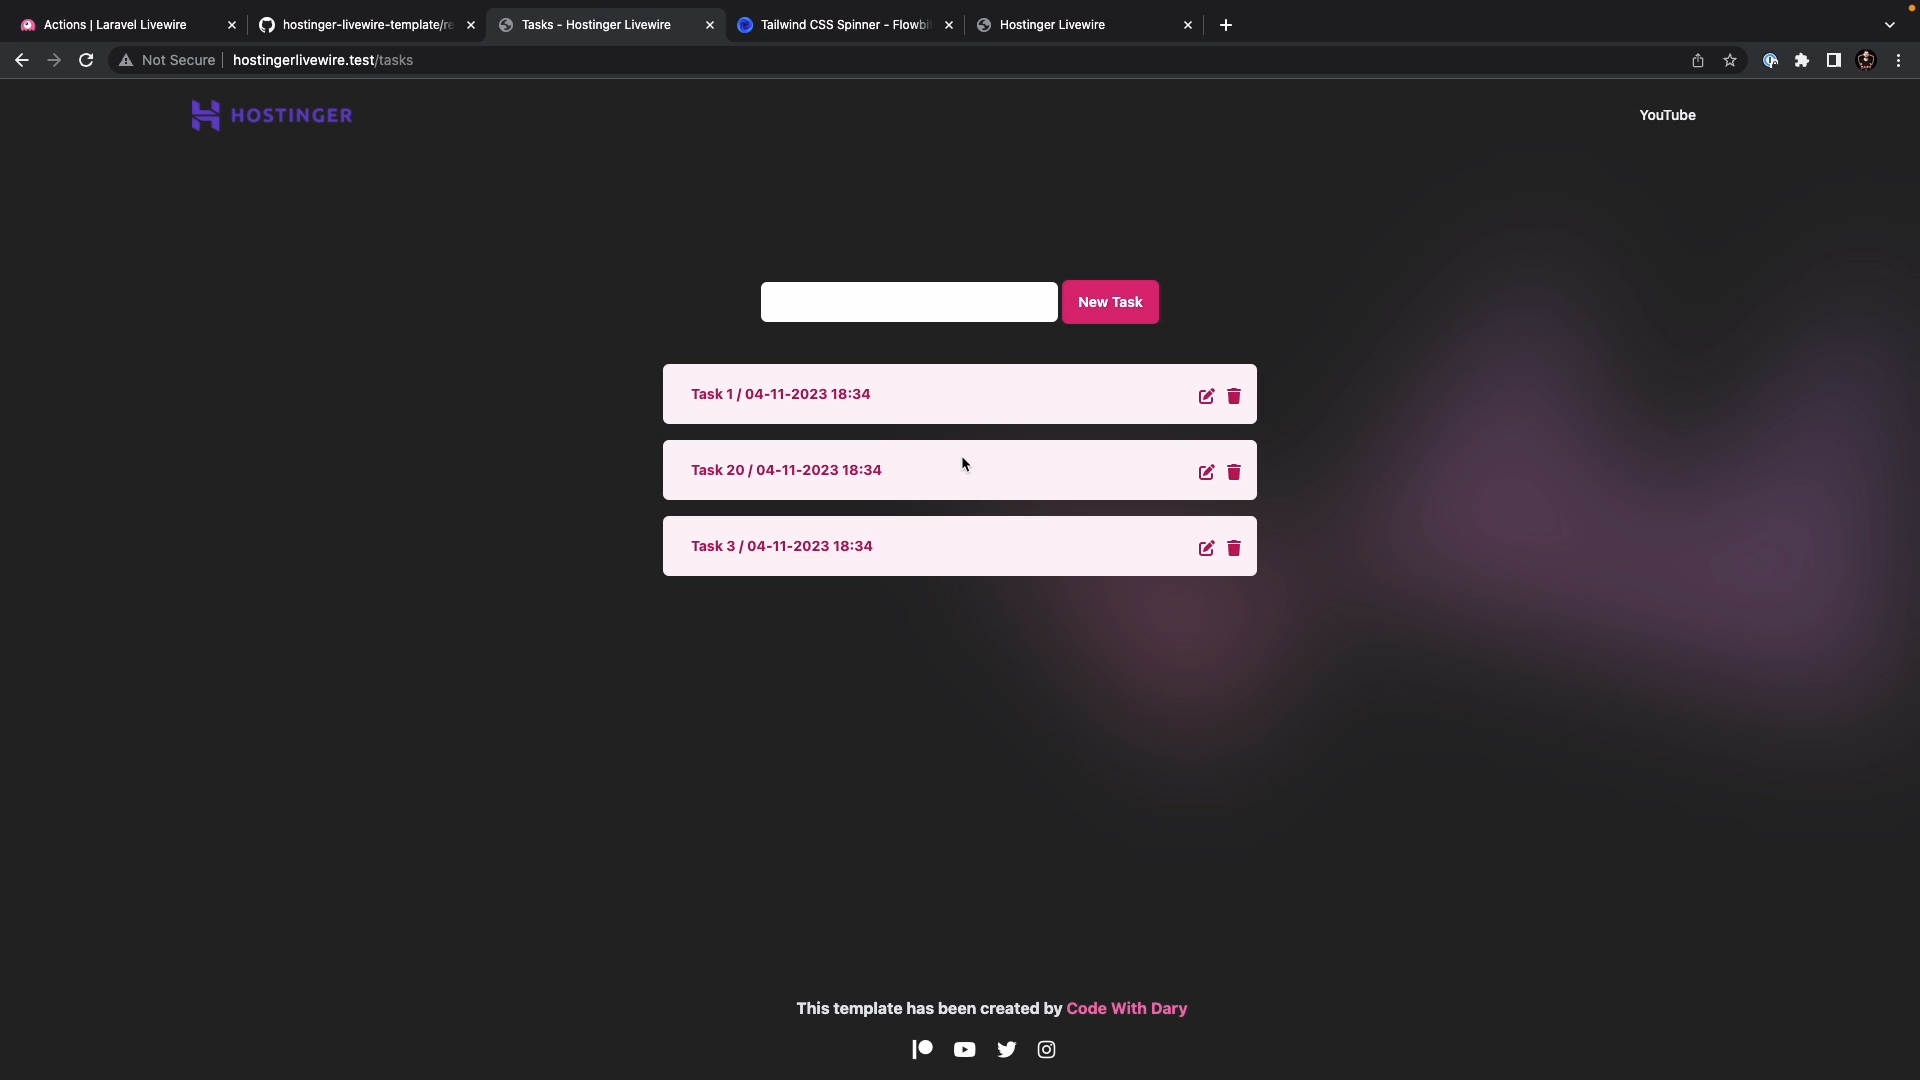 Actions | Laravel Livewire
hostinger-livewire-template/re
Tasks - Hostinger Livewire
Tailwind CSS Spinner - Flowbi
Hostinger Livewire
Not Secure
hostingerlivewire.test/tasks
HOSTINGER
YouTube
New Task
Task 1 / 04-11-2023 18:34
Task 20 / 04-11-2023 18:34
Task 3 / 04-11-2023 18:34
This template has been created by Code With Dary